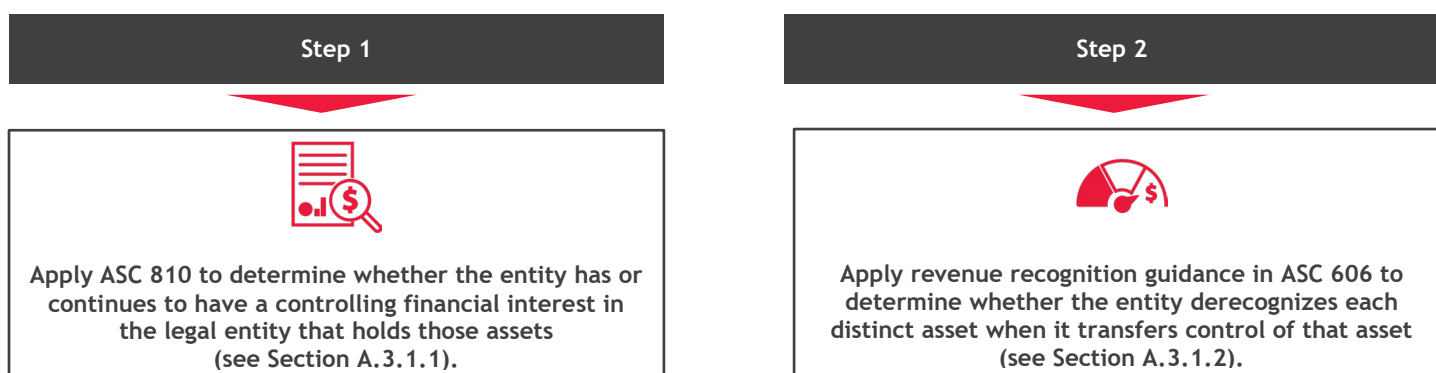 Step 1
Apply ASC 810 to determine whether the entity has or
continues to have a controlling financial interest in
the legal entity that holds those assets
(see Section A.3.1.1).
Step 2
Apply revenue recognition guidance in ASC 606 to
determine whether the entity derecognizes each
distinct asset when it transfers control of that asset
(see Section A.3.1.2).